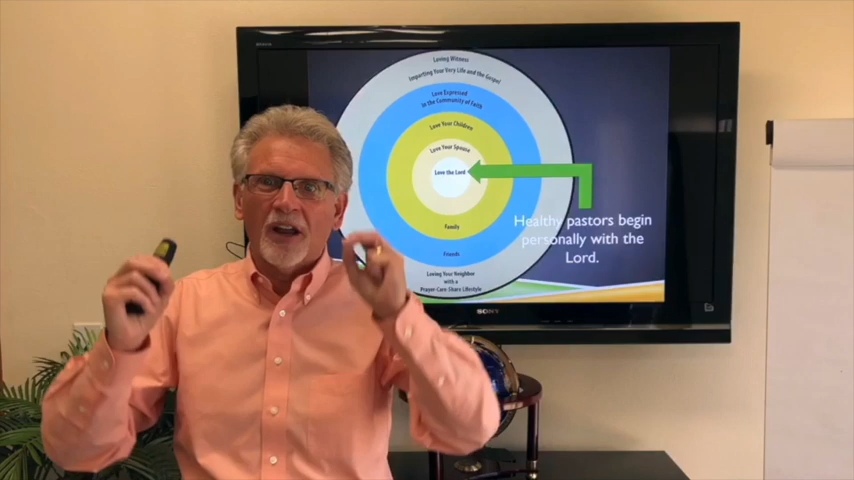 Loving Witness
Imparting Your Very Life and the Gospel
Love Expressed
in the Community of Faith
Love Your Children
Love Your Spouse
Love the Lord
Healthy pastors begin
personally with the
Lord.
Family
Friends
Loving Your Neighbor
with a
Prayer-Care-Share Lifestyle
SONY